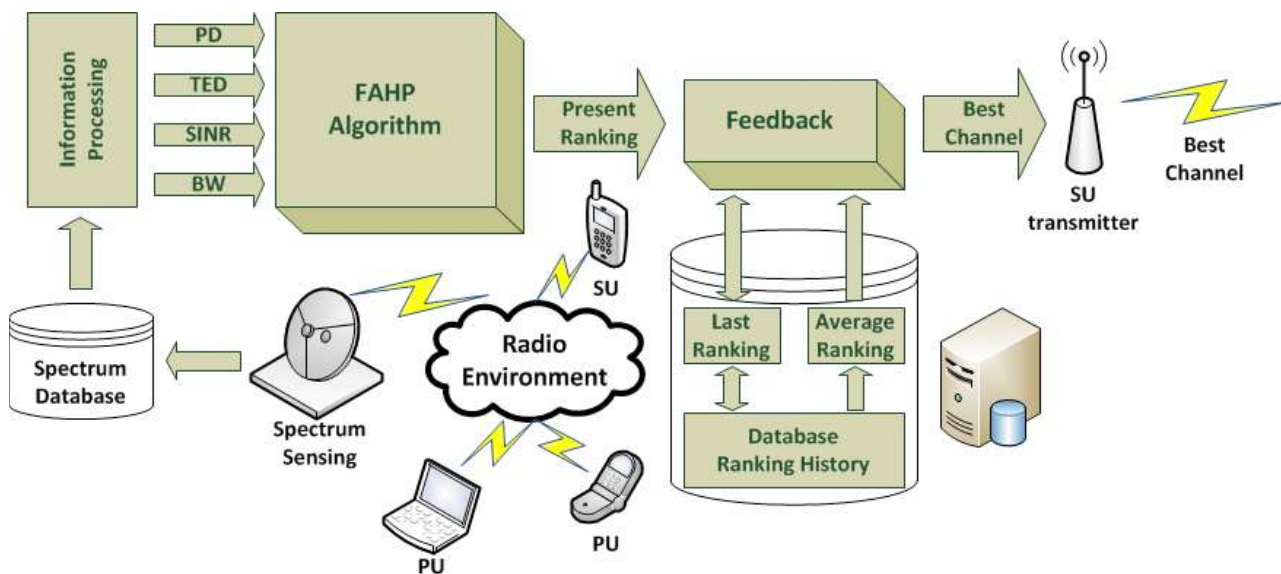 Information
Processing
PD
TED
SINR
BW
FAHP
Algorithm
Present
Ranking
Feedback
Best
Channel
SU
transmitter
Best
Channel
SU
Radio
Environment
Spectrum
Database
Spectrum
Sensing
PU
PU
Last
Ranking
Average
Ranking
Database
Ranking History